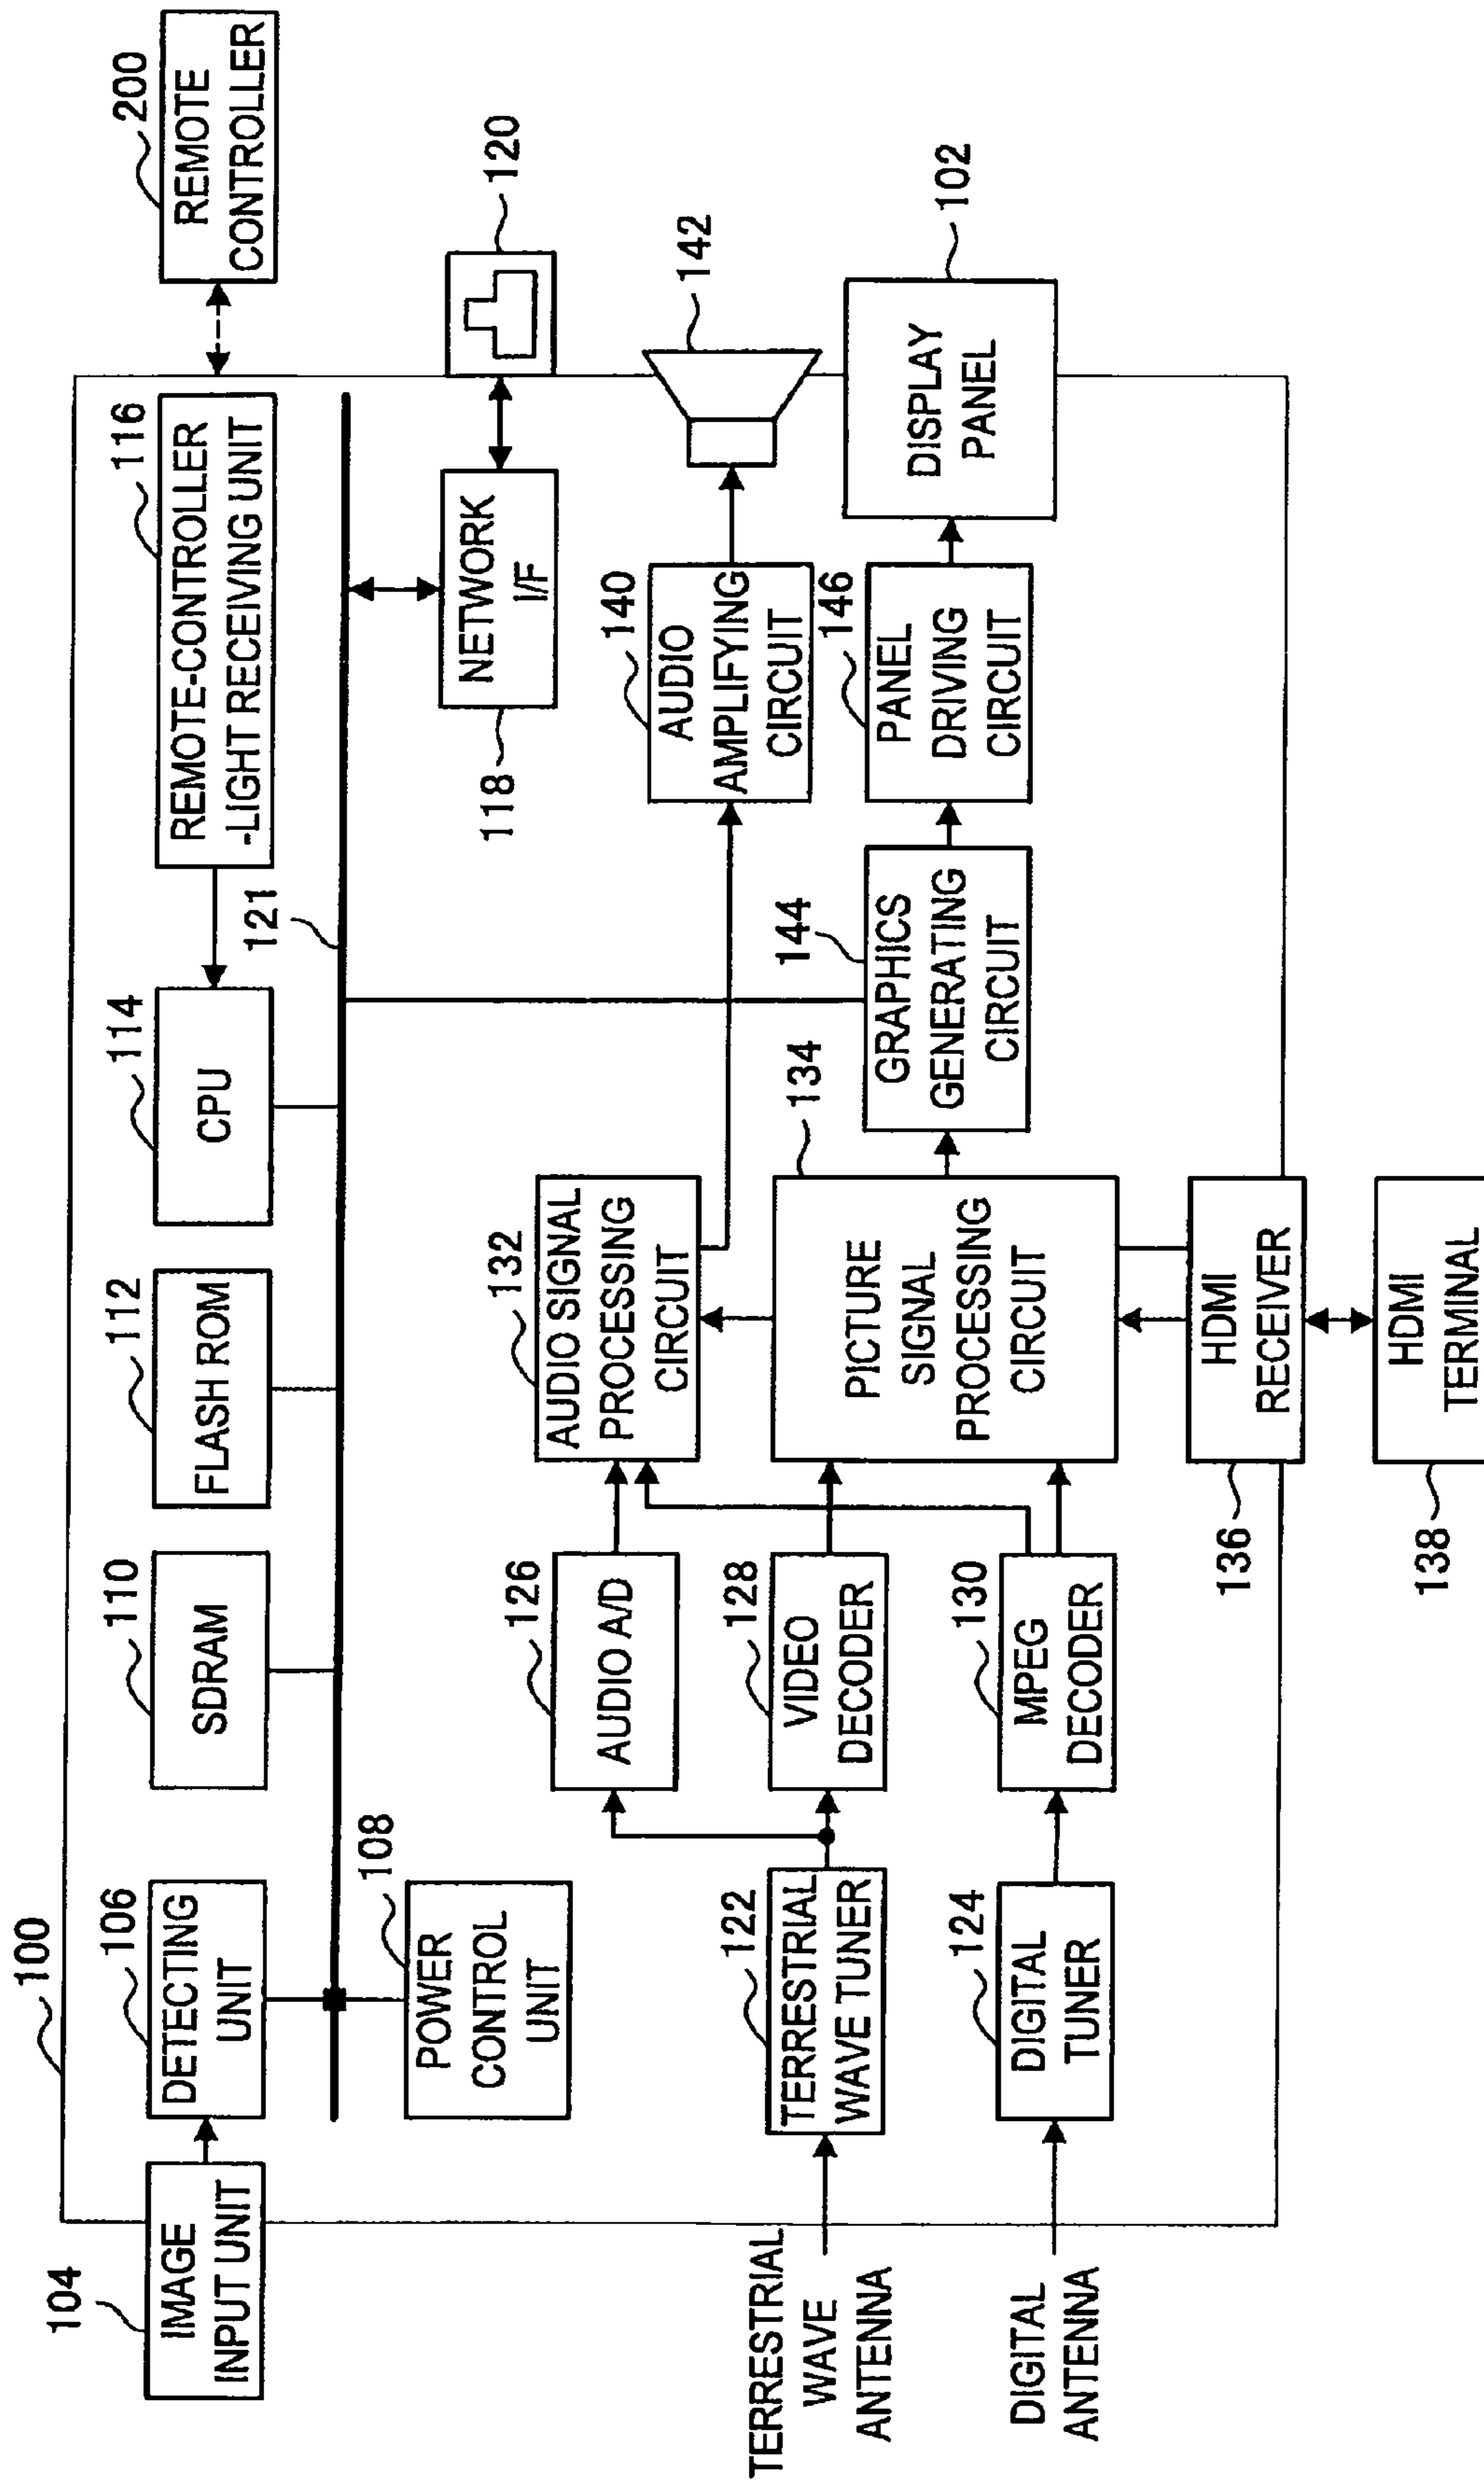 100
104
IMAGE
INPUT UNIT
106
DETECTING
UNIT
110
SDRAM
112
FLASH ROM
114
CPU
116
REMOTE-CONTROLLER
-LIGHT RECEIVING UNIT
200
REMOTE
CONTROLLER
121
108
POWER
CONTROL
UNIT
118
NETWORK
I/F
120
126
AUDIO A/D
132
AUDIO SIGNAL
PROCESSING
CIRCUIT
140
AUDIO
AMPLIFYING
CIRCUIT
142
TERRESTRIAL
WAVE
ANTENNA
122
TERRESTRIAL
WAVE TUNER
128
VIDEO
DECODER
134
PICTURE
SIGNAL
PROCESSING
CIRCUIT
144
GRAPHICS
GENERATING
CIRCUIT
146
PANEL
DRIVING
CIRCUIT
102
DISPLAY
PANEL
DIGITAL
ANTENNA
124
DIGITAL
TUNER
130
MPEG
DECODER
136
HDMI
RECEIVER
138
HDMI
TERMINAL